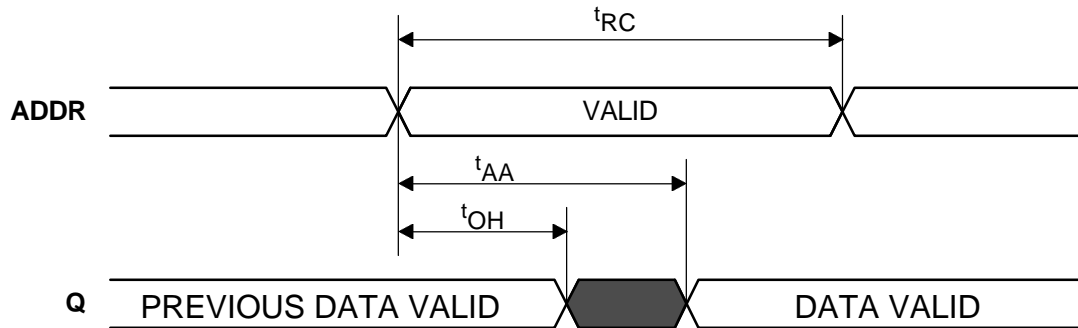 tRC
ADDR VALID
tAA
tOH
Q PREVIOUS DATA VALID DATA VALID